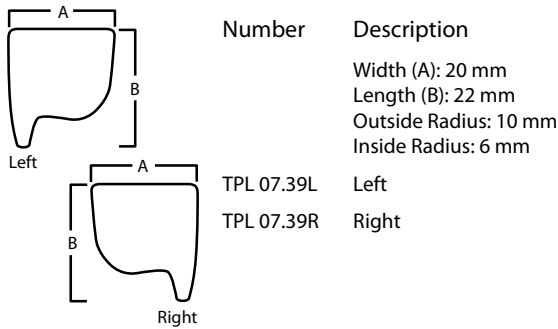 A
Number Description
Width (A): 20 mm
Length (B): 22 mm
B
Outside Radius: 10 mm
Inside Radius: 6 mm
Left
A
TPL 07.39L Left
TPL 07.39R Right
B
Right